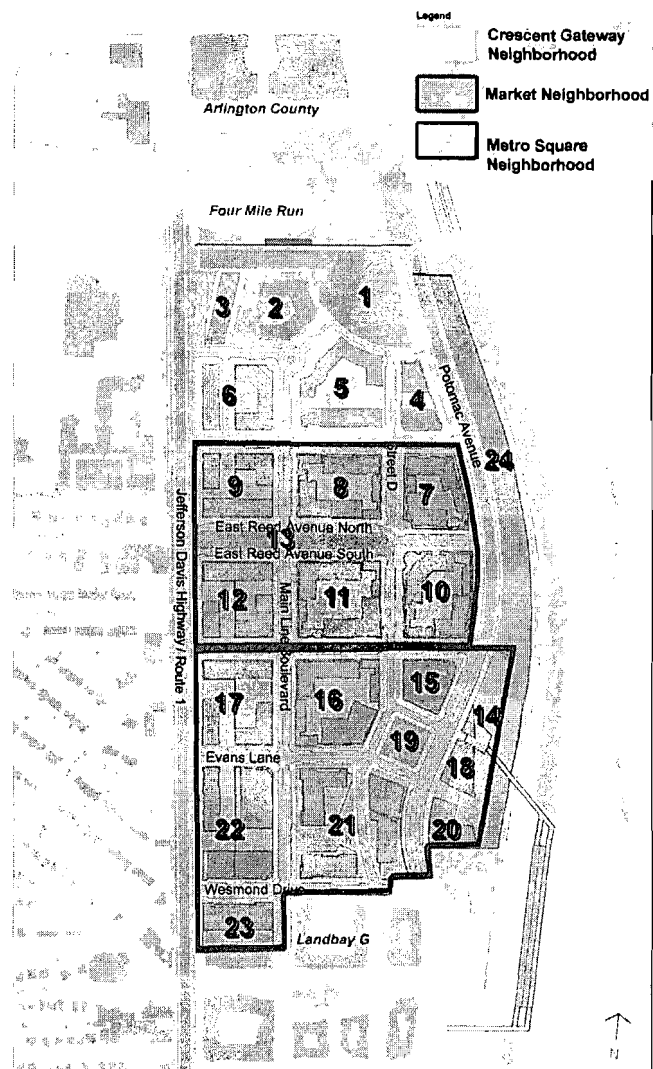 Legend
Crescent Gateway
Neighborhood
Market Neighborhood
Metro Square
Neighborhood
Arlington County
Four Mile Run
1
2
3
4
5
6
Potomac Avenue
24
Street D
7
8
9
East Reed Avenue North
13
East Reed Avenue South
10
11
12
Jefferson Davis Highway/ Route 1
Main Line Boulevard
15
14
16
17
19
18
Evans Lane
20
21
22
Wesmond Drive
23
Landbay G
N